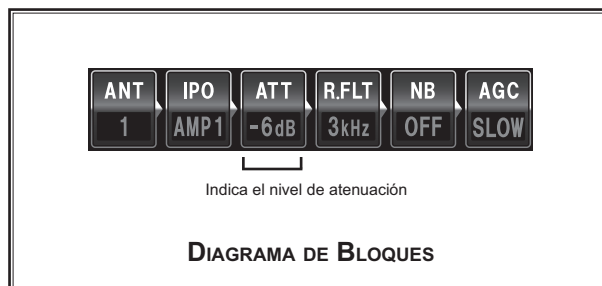 ANT IPO ATT R.FLT NB AGC
1 AMP1 -6dB 3kHz OFF SLOW
Indica el nivel de atenuación
DIAGRAMA DE BLOQUES